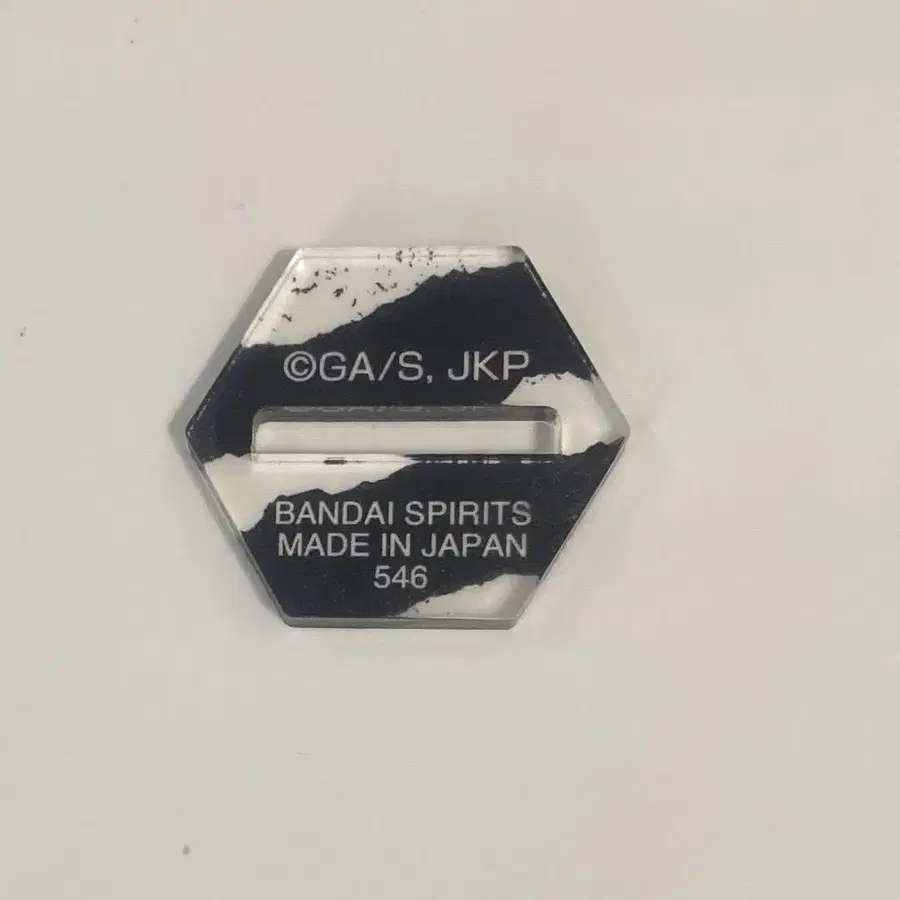 ©GA/S, JKP
BANDAI SPIRITS
MADE IN JAPAN
546